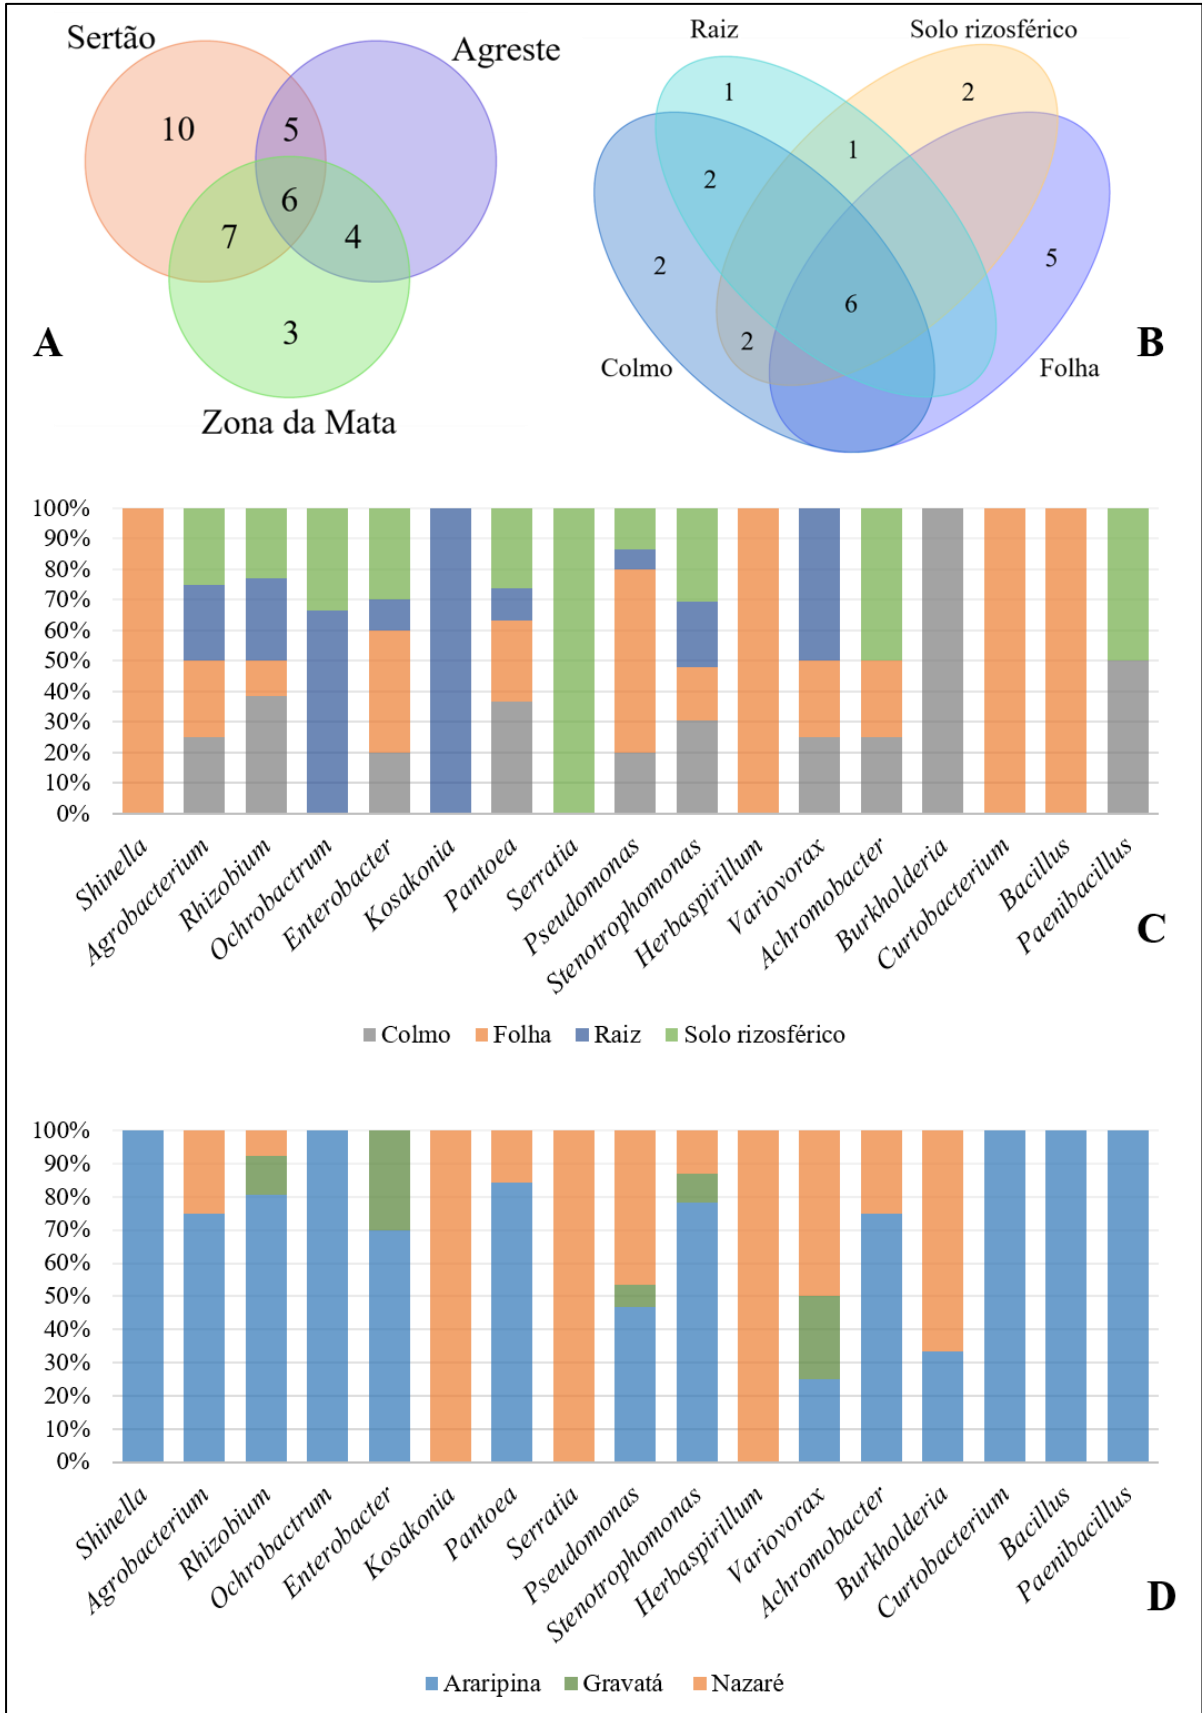 Sertão
Agreste
10
5
6
7
4
3
A
Zona da Mata
Raiz
Solo rizosférico
1
2
1
2
2
5
6
2
B
Colmo
Folha
100%
90%
80%
70%
60%
50%
40%
30%
20%
10%
0%
Shinella
Agrobacterium
Rhizobium
Ochrobactrum
Enterobacter
Kosakonia
Pantoea
Serratia
Pseudomonas
Stenotrophomonas
Herbaspirillum
Variovorax
Achromobacter
Burkholderia
Curtobacterium
Bacillus
Paenibacillus
C
Colmo Folha Raiz Solo rizosférico
100%
90%
80%
70%
60%
50%
40%
30%
20%
10%
0%
Shinella
Agrobacterium
Rhizobium
Ochrobactrum
Enterobacter
Kosakonia
Pantoea
Serratia
Pseudomonas
Stenotrophomonas
Herbaspirillum
Variovorax
Achromobacter
Burkholderia
Curtobacterium
Bacillus
Paenibacillus
D
Araripina Gravatá Nazaré